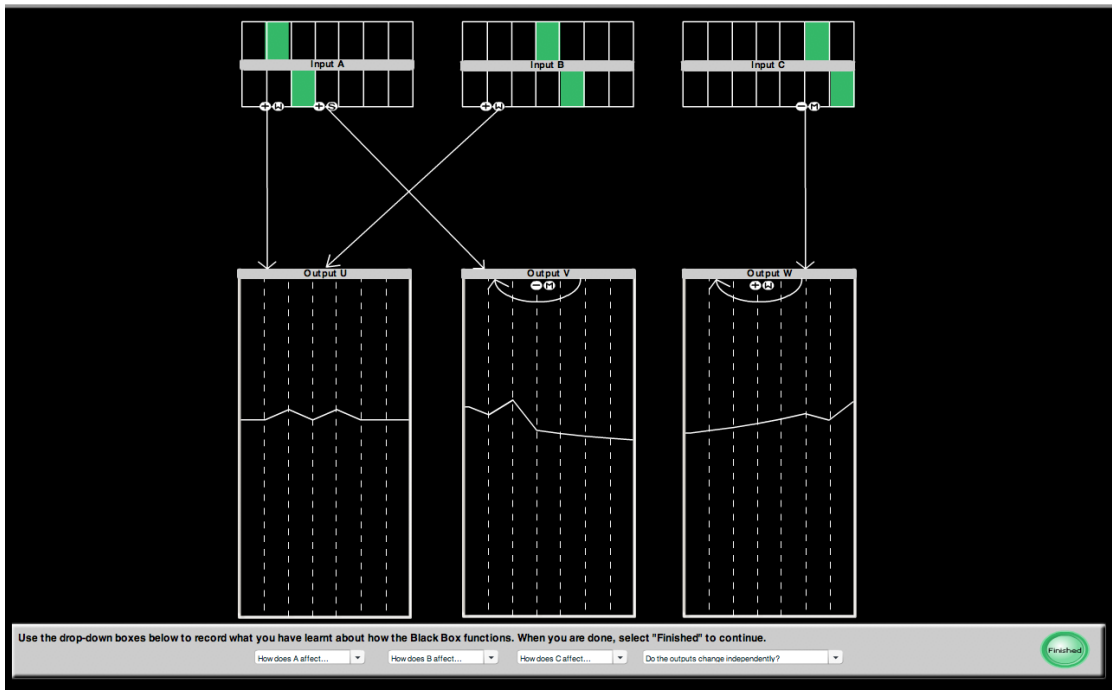 Input A Input B Input C
+ W + S + W − M
Output U Output V Output W
− M + W
Use the drop-down boxes below to record what you have learnt about how the Black Box functions. When you are done, select "Finished" to continue.
How does A affect... How does B affect... How does C affect... Do the outputs change independently? Finished